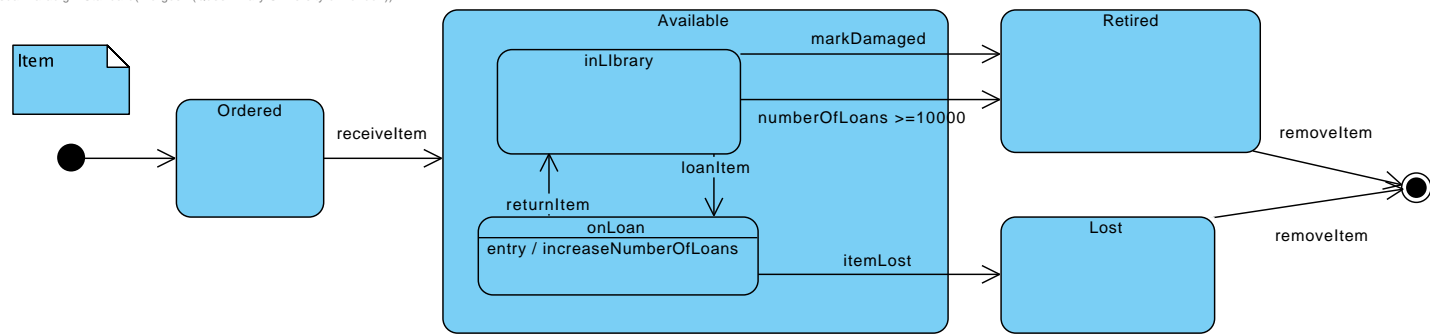 Item
Ordered
receiveItem
Available
inLIbrary
loanItem
returnItem
onLoan
entry / increaseNumberOfLoans
markDamaged
numberOfLoans >=10000
itemLost
Retired
Lost
removeItem
removeItem